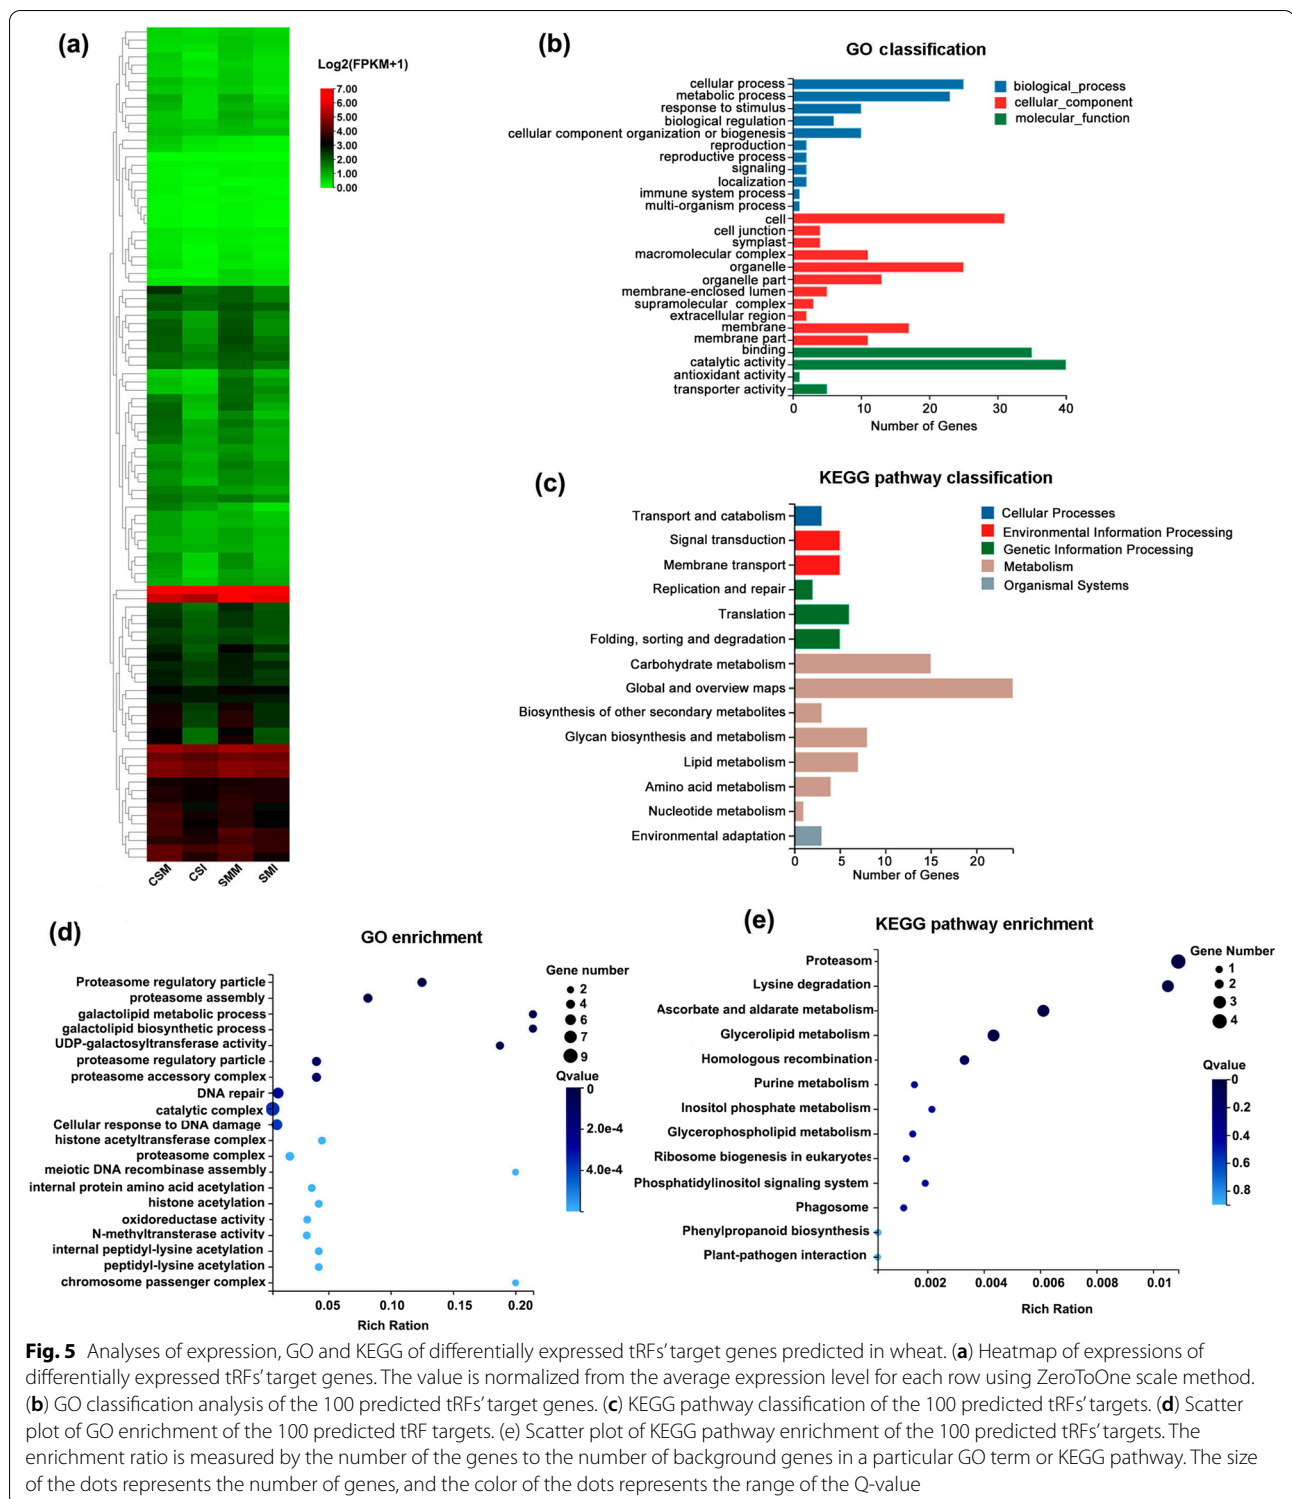 (a)
Log2(FPKM+1)
7.00
6.00
5.00
4.00
3.00
2.00
1.00
0.00
CSM
CSI
SMM
SMI
(b)
GO classification
cellular process
metabolic process
response to stimulus
biological regulation
cellular component organization or biogenesis
reproduction
reproductive process
signaling
localization
immune system process
multi-organism process
cell
cell junction
symplast
macromolecular complex
organelle
organelle part
membrane-enclosed lumen
supramolecular complex
extracellular region
membrane
membrane part
binding
catalytic activity
antioxidant activity
transporter activity
0 10 20 30 40
Number of Genes
biological_process
cellular_component
molecular_function
(c)
KEGG pathway classification
Transport and catabolism
Signal transduction
Membrane transport
Replication and repair
Translation
Folding, sorting and degradation
Carbohydrate metabolism
Global and overview maps
Biosynthesis of other secondary metabolites
Glycan biosynthesis and metabolism
Lipid metabolism
Amino acid metabolism
Nucleotide metabolism
Environmental adaptation
0 5 10 15 20
Number of Genes
Cellular Processes
Environmental Information Processing
Genetic Information Processing
Metabolism
Organismal Systems
(d)
GO enrichment
Proteasome regulatory particle
proteasome assembly
galactolipid metabolic process
galactolipid biosynthetic process
UDP-galactosyltransferase activity
proteasome regulatory particle
proteasome accessory complex
DNA repair
catalytic complex
Cellular response to DNA damage
histone acetyltransferase complex
proteasome complex
meiotic DNA recombinase assembly
internal protein amino acid acetylation
histone acetylation
oxidoreductase activity
N-methyltransterase activity
internal peptidyl-lysine acetylation
peptidyl-lysine acetylation
chromosome passenger complex
0.05 0.10 0.15 0.20
Rich Ration
Gene number
2
4
6
7
9
Qvalue
0
2.0e-4
4.0e-4
(e)
KEGG pathway enrichment
Proteasom
Lysine degradation
Ascorbate and aldarate metabolism
Glycerolipid metabolism
Homologous recombination
Purine metabolism
Inositol phosphate metabolism
Glycerophospholipid metabolism
Ribosome biogenesis in eukaryotes
Phosphatidylinositol signaling system
Phagosome
Phenylpropanoid biosynthesis
Plant-pathogen interaction
0.002 0.004 0.006 0.008 0.01
Rich Ration
Gene Number
1
2
3
4
Qvalue
0
0.2
0.4
0.6
0.8
Fig. 5 Analyses of expression, GO and KEGG of differentially expressed tRFs' target genes predicted in wheat. (a) Heatmap of expressions of
differentially expressed tRFs' target genes. The value is normalized from the average expression level for each row using ZeroToOne scale method.
(b) GO classification analysis of the 100 predicted tRFs' target genes. (c) KEGG pathway classification of the 100 predicted tRFs' targets. (d) Scatter
plot of GO enrichment of the 100 predicted tRF targets. (e) Scatter plot of KEGG pathway enrichment of the 100 predicted tRFs' targets. The
enrichment ratio is measured by the number of the genes to the number of background genes in a particular GO term or KEGG pathway. The size
of the dots represents the number of genes, and the color of the dots represents the range of the Q-value